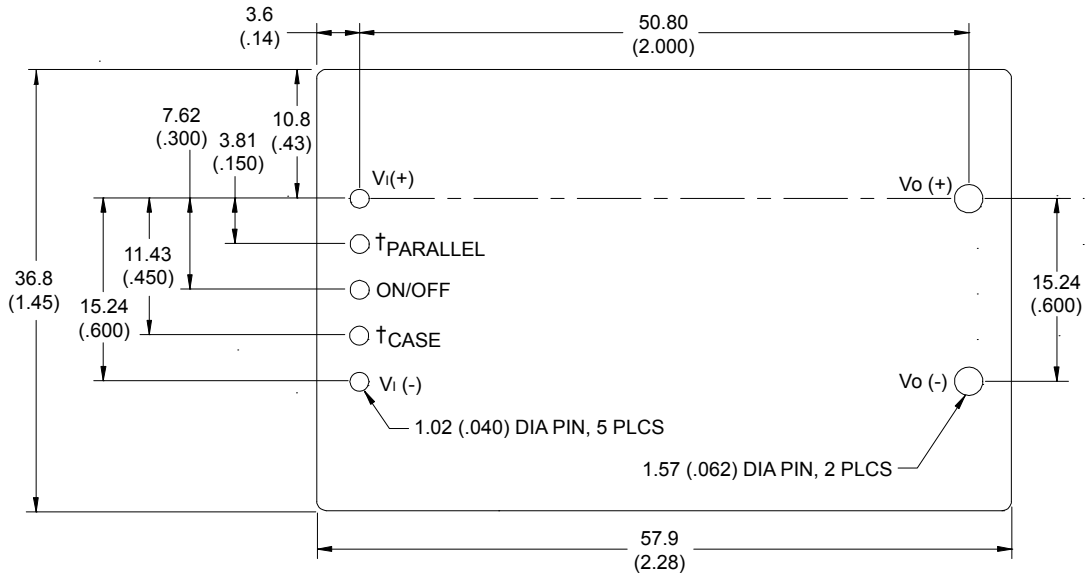 3.6
(.14)
50.80
(2.000)
7.62
(.300)
3.81
(.150)
10.8
(.43)
VI(+)
Vo (+)
†PARALLEL
11.43
(.450)
36.8
(1.45)
15.24
(.600)
ON/OFF
15.24
(.600)
†CASE
VI (-)
Vo (-)
1.02 (.040) DIA PIN, 5 PLCS
1.57 (.062) DIA PIN, 2 PLCS
57.9
(2.28)